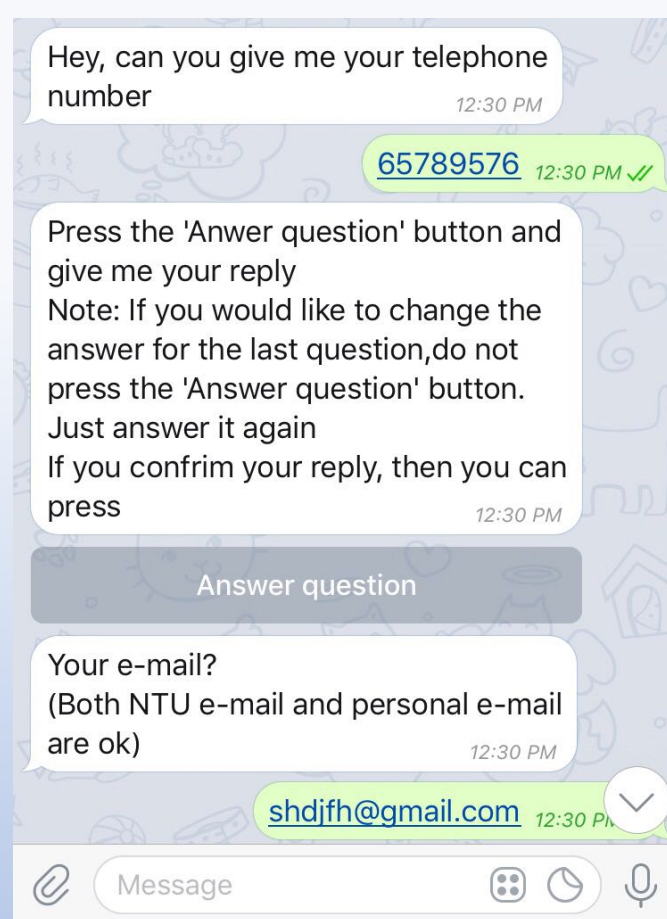 Hey, can you give me your telephone
number
12:30 PM
65789576 12:30 PM
Press the 'Anwer question' button and
give me your reply
Note: If you would like to change the
answer for the last question,do not
press the 'Answer question' button.
Just answer it again
If you confrim your reply, then you can
press
12:30 PM
Answer question
Your e-mail?
(Both NTU e-mail and personal e-mail
are ok)
12:30 PM
shdjfh@gmail.com 12:30
Message